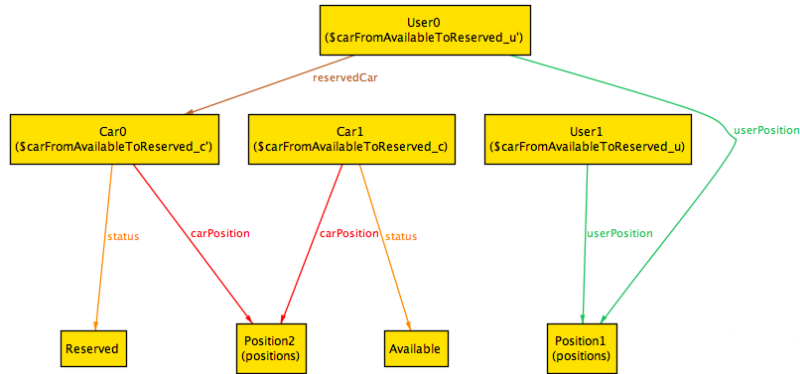 User0
($carFromAvailableToReserved_u')
reservedCar
Car0
($carFromAvailableToReserved_c')
Car1
($carFromAvailableToReserved_c)
User1
($carFromAvailableToReserved_u)
userPosition
status
carPosition
carPosition
status
userPosition
Reserved
Position2
(positions)
Available
Position1
(positions)